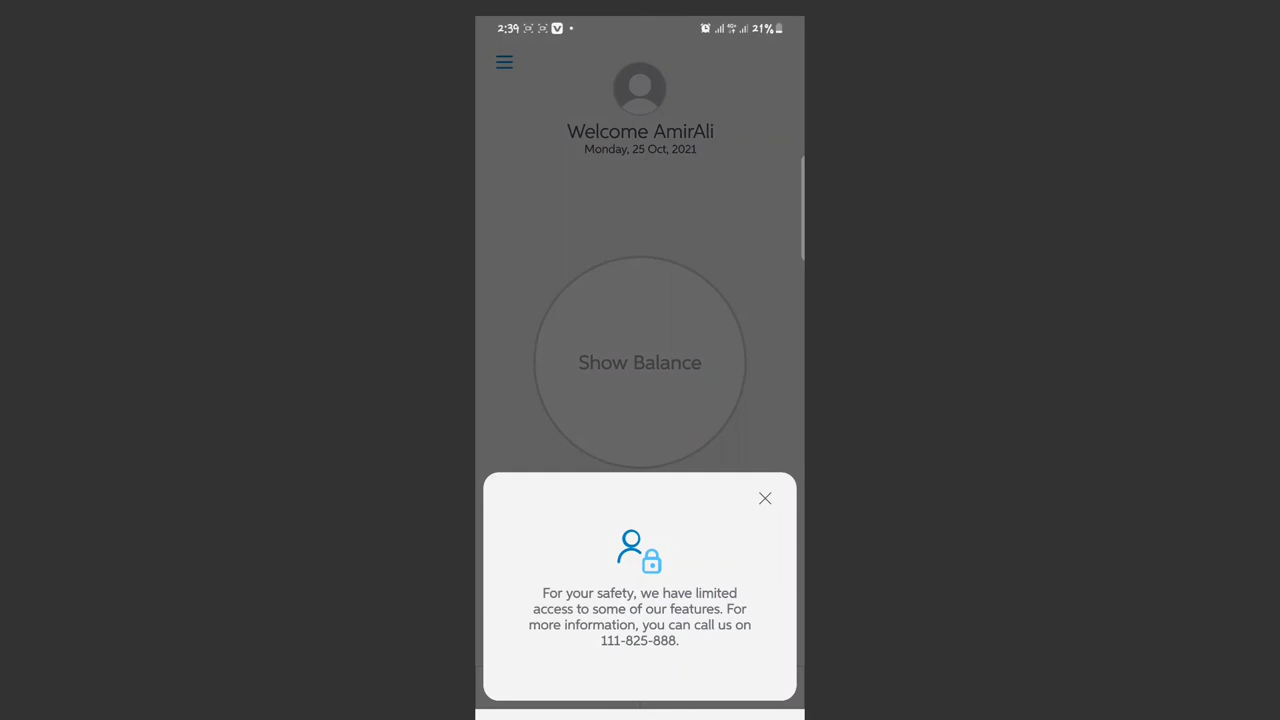 2:39
4G+
21%
Welcome AmirAli
Monday, 25 Oct, 2021
Show Balance
For your safety, we have limited
access to some of our features. For
more information, you can call us on
111-825-888.